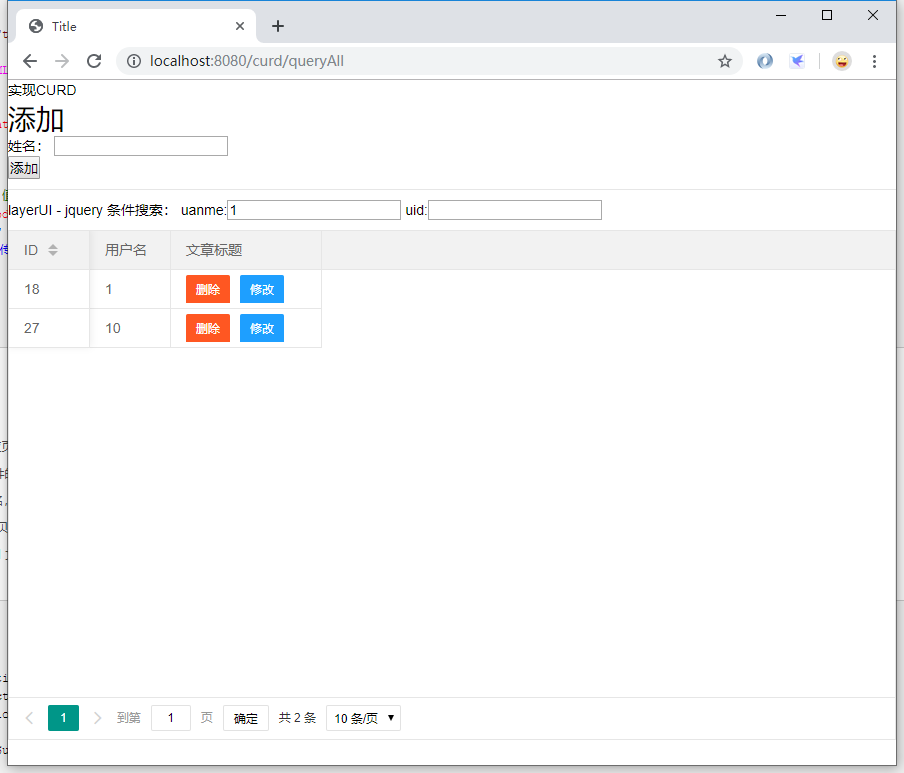 Title
localhost:8080/curd/queryAll
实现CURD
添加
姓名：
添加
layerUI - jquery 条件搜索： uanme:1 uid:
ID 用户名 文章标题
18 1 删除 修改
27 10 删除 修改
1 到第 1 页 确定 共 2 条 10 条/页